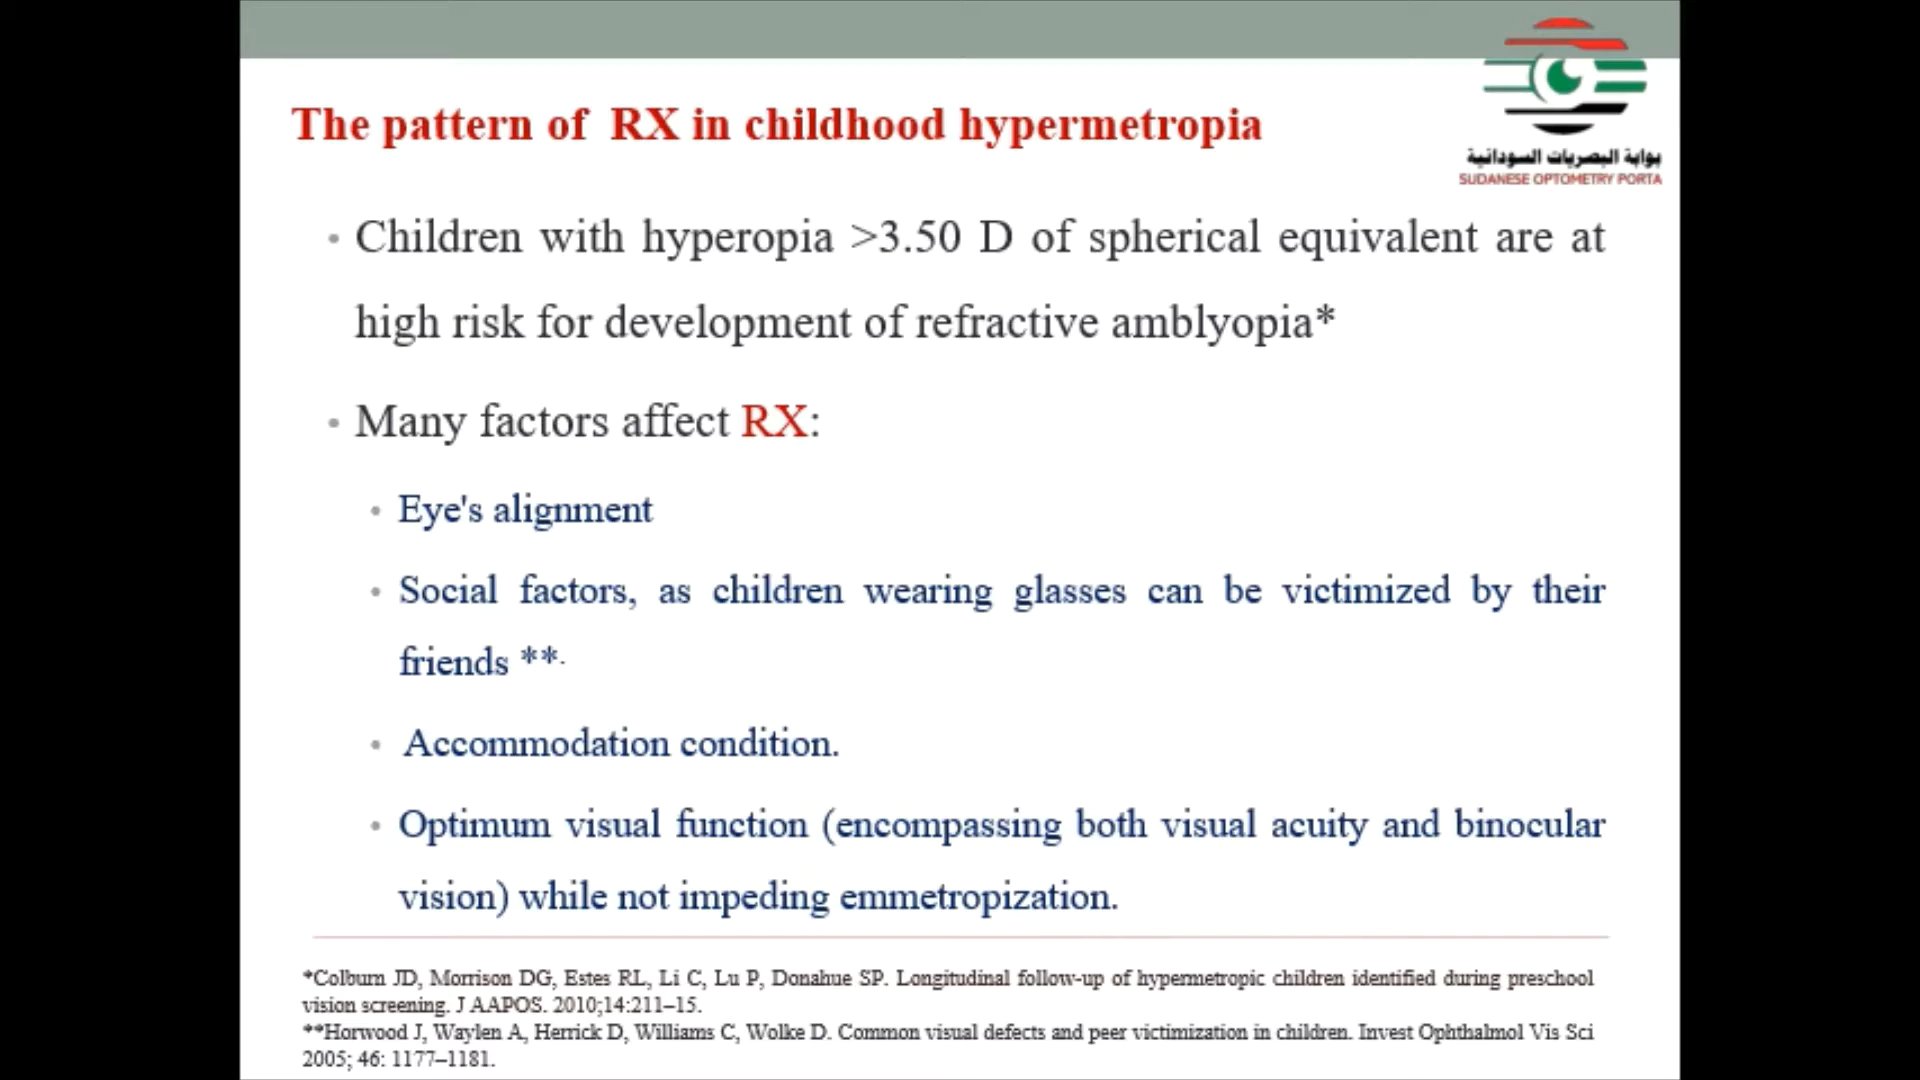 The pattern of RX in childhood hypermetropia
بوابة البصريات السودانية
SUDANESE OPTOMETRY PORTA
• Children with hyperopia >3.50 D of spherical equivalent are at
high risk for development of refractive amblyopia*
• Many factors affect RX:
• Eye's alignment
• Social factors, as children wearing glasses can be victimized by their
friends **.
• Accommodation condition.
• Optimum visual function (encompassing both visual acuity and binocular
vision) while not impeding emmetropization.
*Colburn JD, Morrison DG, Estes RL, Li C, Lu P, Donahue SP. Longitudinal follow-up of hypermetropic children identified during preschool
vision screening. J AAPOS. 2010;14:211–15.
**Horwood J, Waylen A, Herrick D, Williams C, Wolke D. Common visual defects and peer victimization in children. Invest Ophthalmol Vis Sci
2005; 46: 1177–1181.